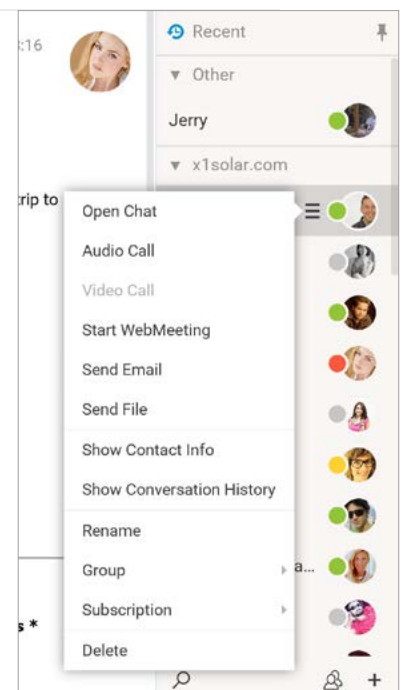 :16
Recent
Other
Jerry
x1solar.com
trip to
Open Chat
Audio Call
Video Call
Start WebMeeting
Send Email
Send File
Show Contact Info
Show Conversation History
Rename
Group
a...
Subscription
s *
Delete